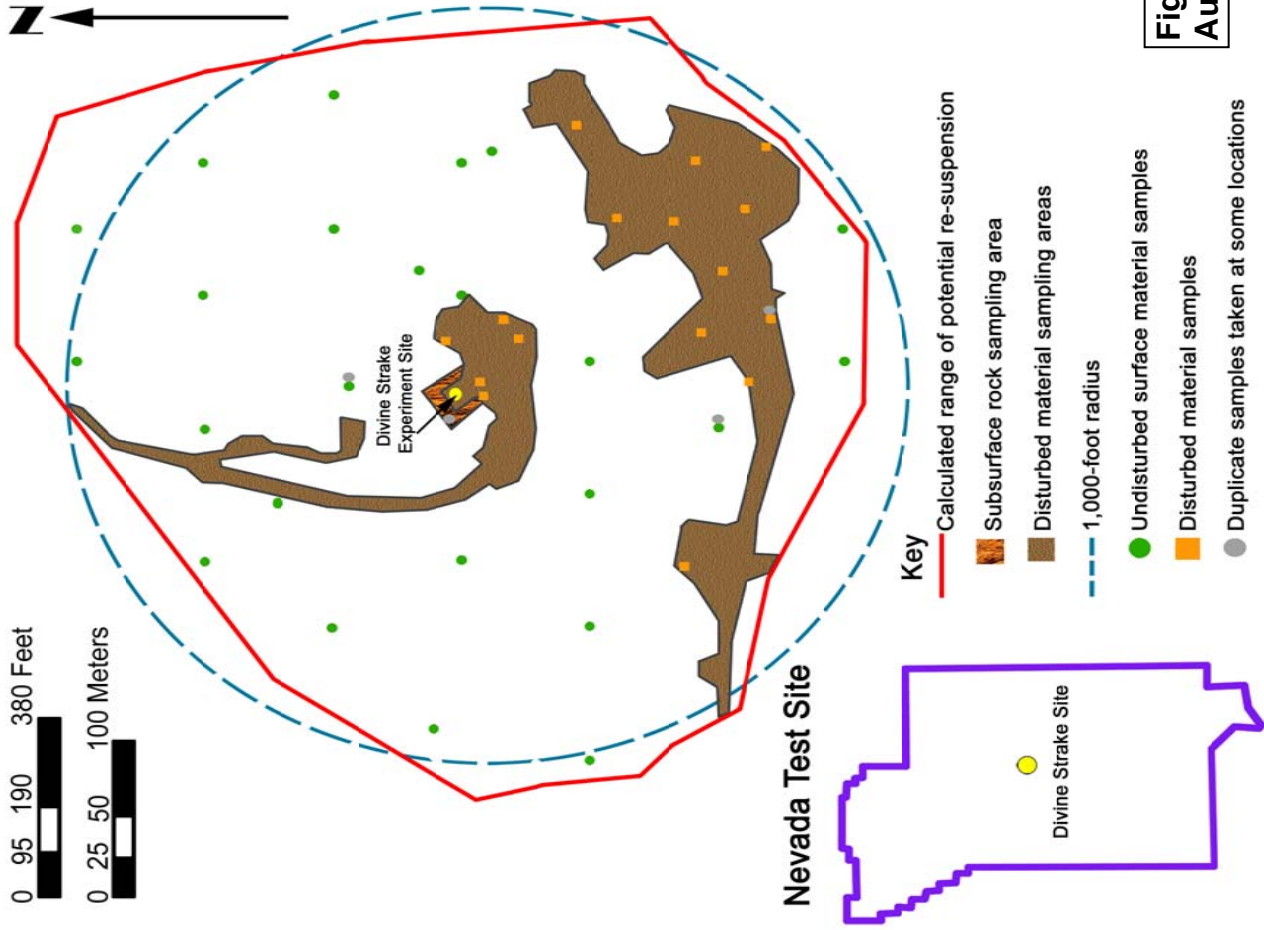 0 95 190 380 Feet
0 25 50 100 Meters
N
Divine Strake
Experiment Site
Nevada Test Site
Divine Strake Site
Key
Calculated range of potential re-suspension
Subsurface rock sampling area
Disturbed material sampling areas
1,000-foot radius
Undisturbed surface material samples
Disturbed material samples
Duplicate samples taken at some locations
Fig
Au